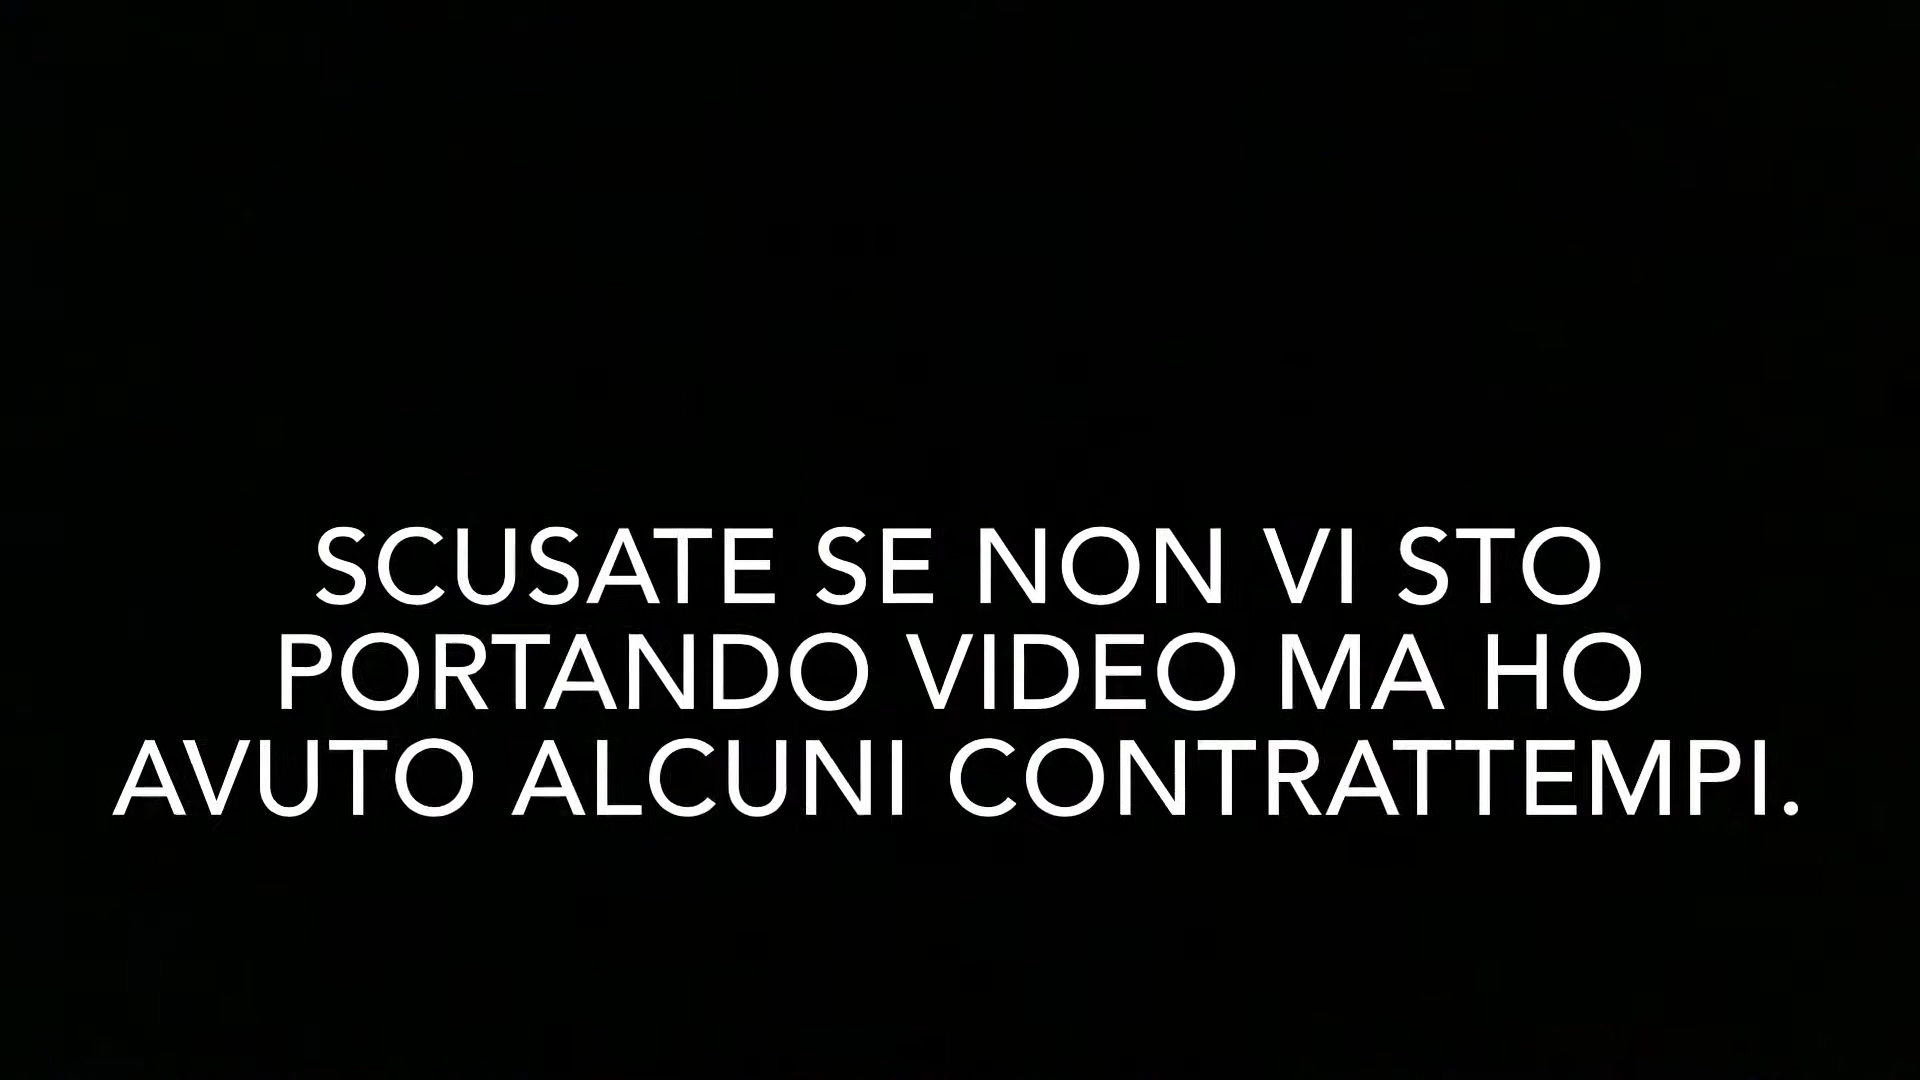 SCUSATE SE NON VI STO
PORTANDO VIDEO MA HO
AVUTO ALCUNI CONTRATTEMPI.